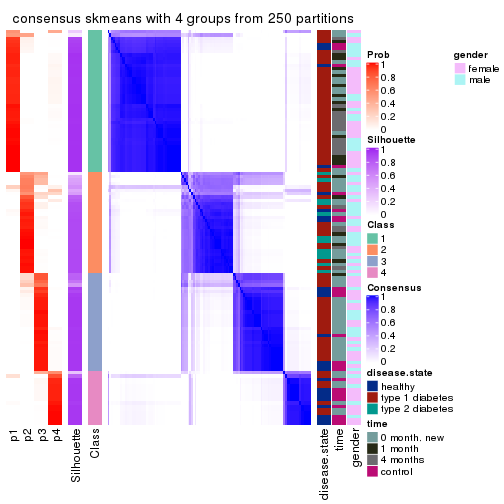 consensus skmeans with 4 groups from 250 partitions
Prob
1
0.8
0.6
0.4
0.2
0
gender
female
male
Silhouette
1
0.8
0.6
0.4
0.2
0
Class
1
2
3
4
Consensus
1
0.8
0.6
0.4
0.2
0
disease.state
healthy
type 1 diabetes
type 2 diabetes
time
0 month. new
1 month
4 months
control
p1
p2
p3
p4
Silhouette
Class
disease.state
time
gender